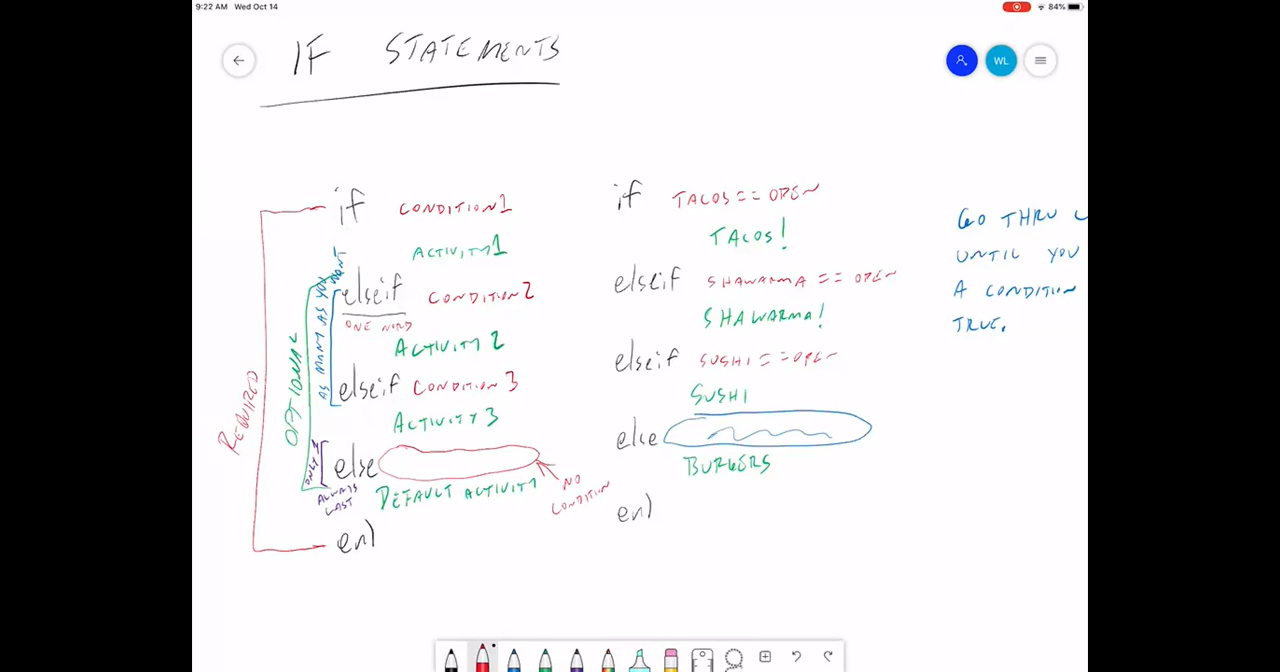 9:22 AM Wed Oct 14
84%
IF STATEMENTS
WL
if CONDITION1
ACTIVITY1
elseif CONDITION2
ONE WORD
ACTIVITY 2
elseif CONDITION 3
ACTIVITY 3
else
DEFAULT ACTIVITY
NO
CONDITION
end
REQUIRED
OPTIONAL
AS MANY AS YOU WANT
ONLY 1
ALWAYS
LAST
if TACOS == OPEN
TACOS!
elseif SHAWARMA == OPEN
SHAWARMA!
elseif SUSHI == OPEN
SUSHI
else
BURGERS
end
GO THRU
UNTIL YOU
A CONDITION
TRUE.